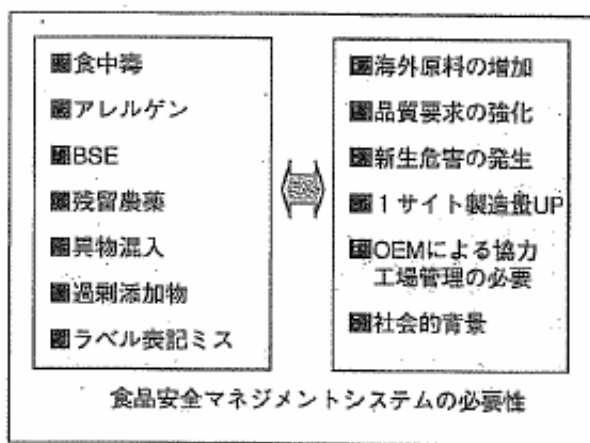 ■食中毒
■アレルゲン
■BSE
■残留農薬
■異物混入
■過剰添加物
■ラベル表記ミス
■海外原料の増加
■品質要求の強化
■新生危害の発生
■1サイト製造量UP
■OEMによる協力
工場管理の必要
■社会的背景
食品安全マネジメントシステムの必要性